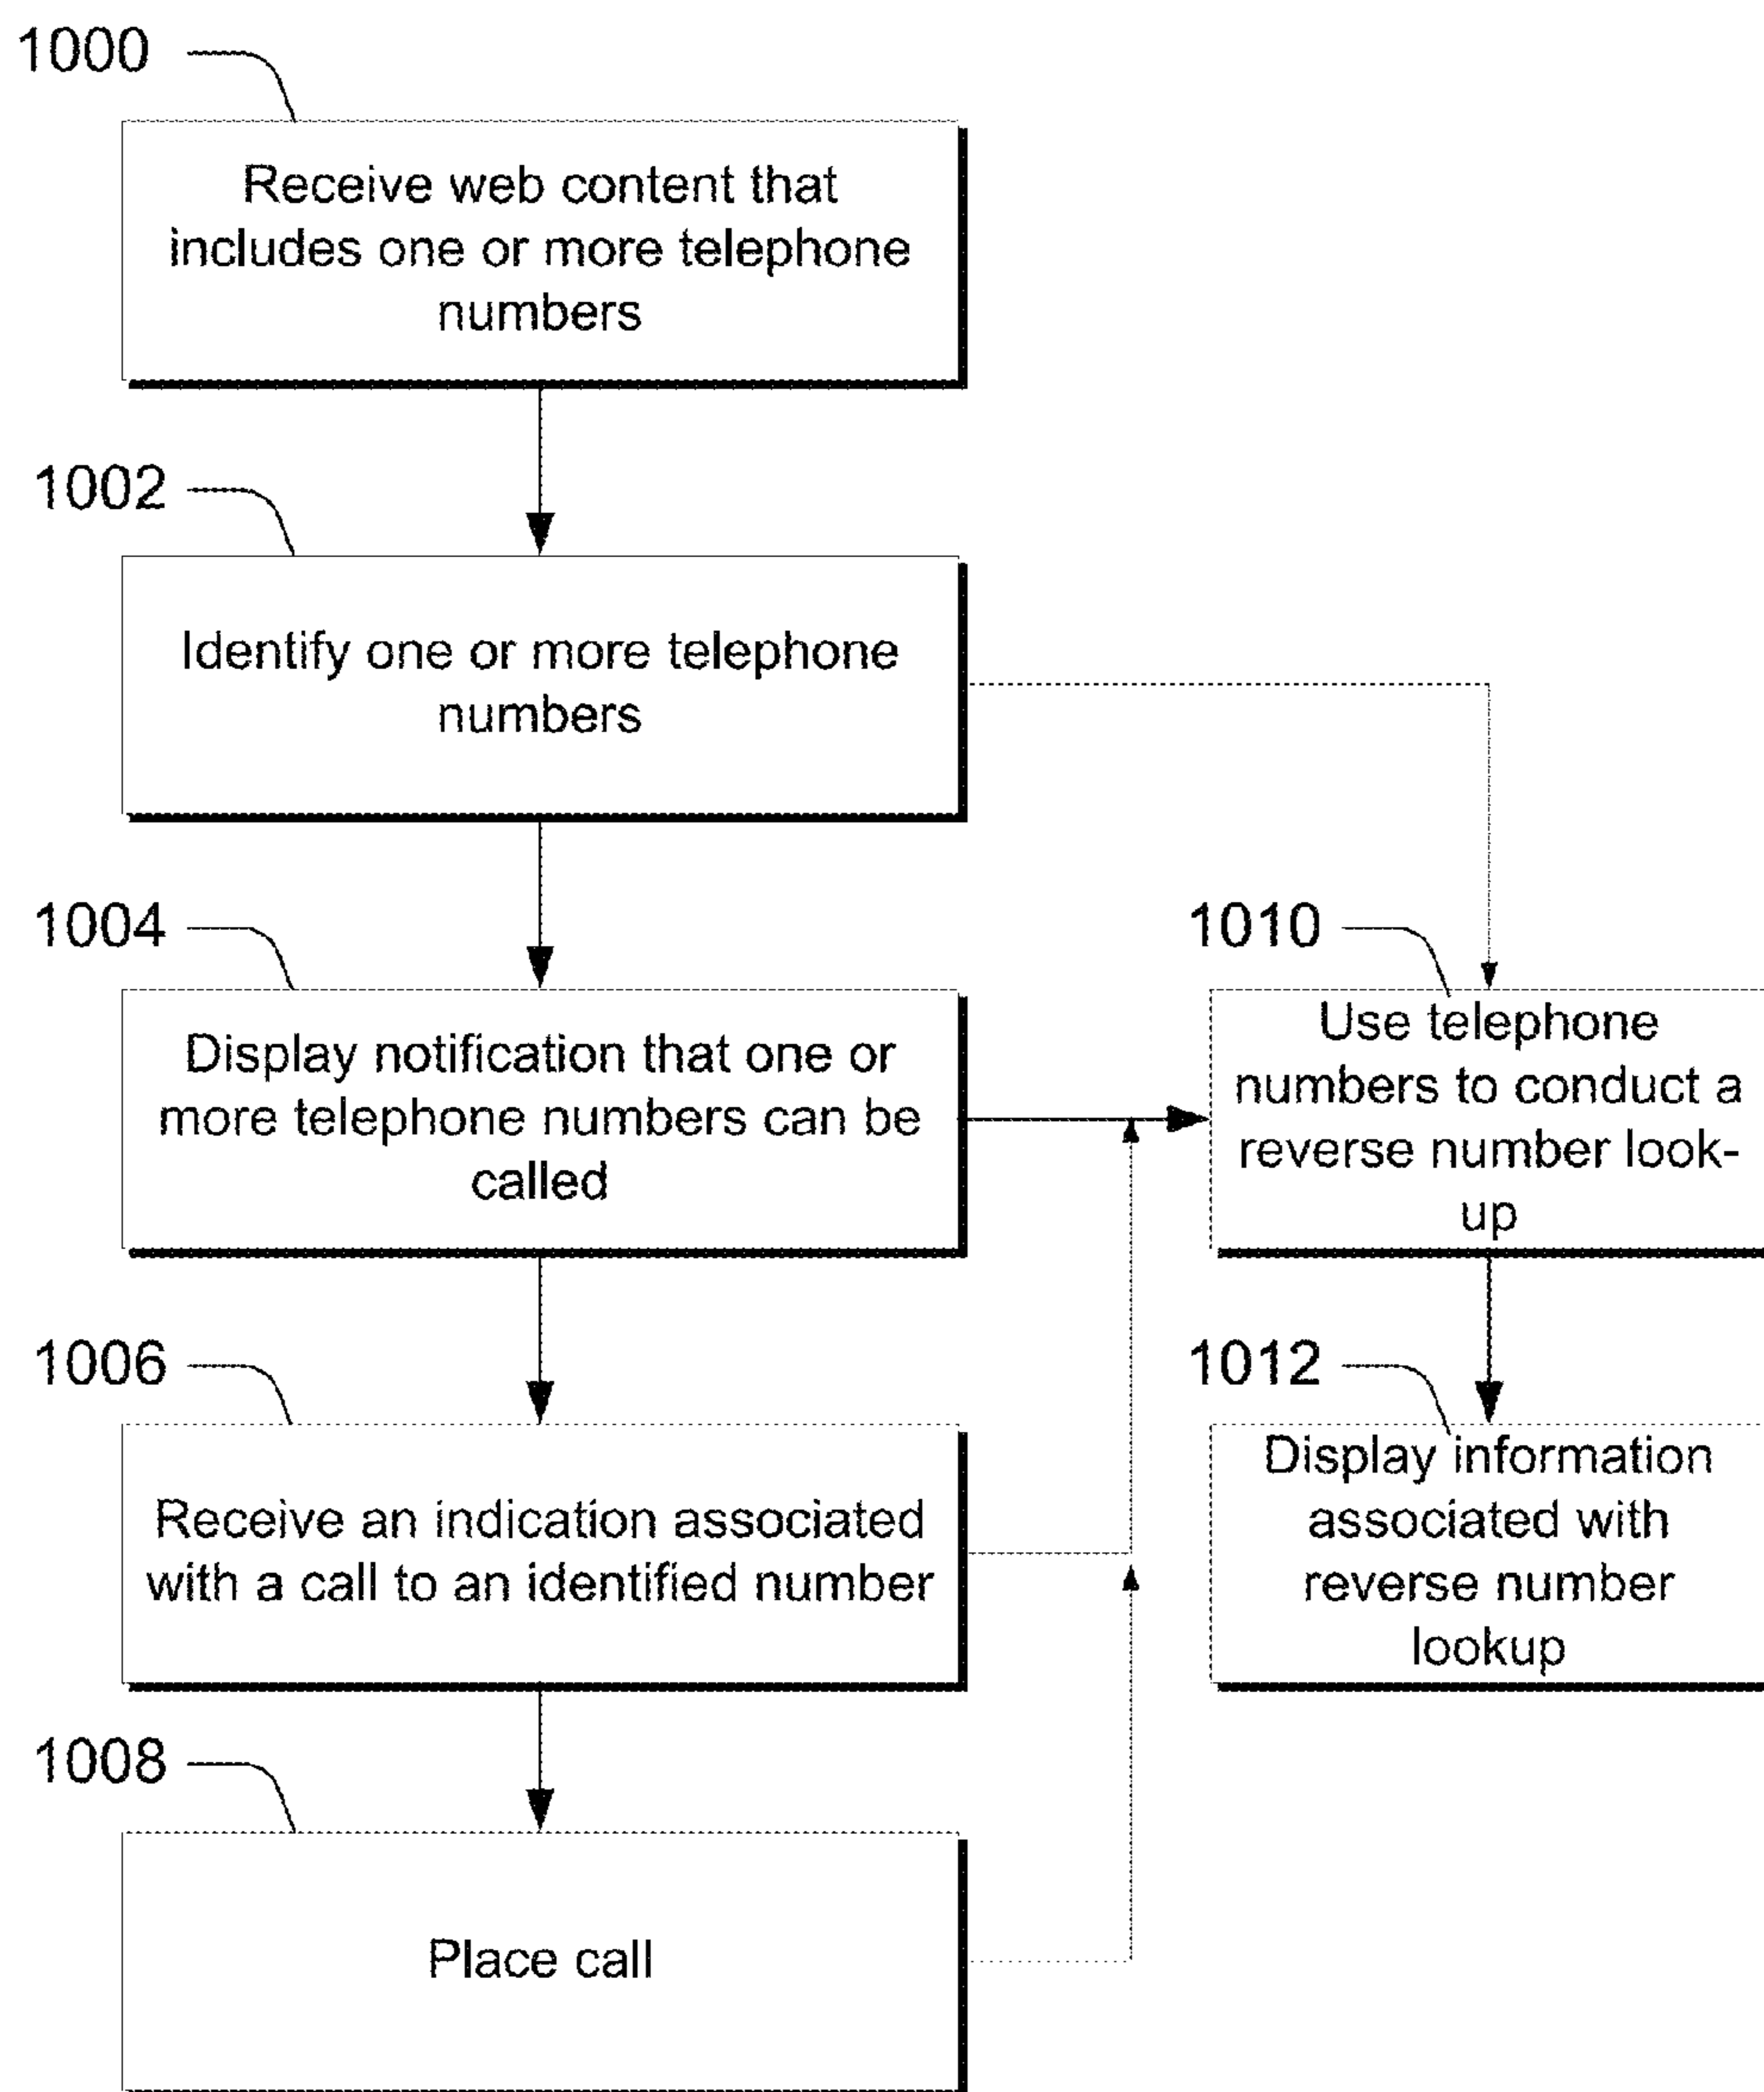 1000
Receive web content that
includes one or more telephone
numbers
1002
Identify one or more telephone
numbers
1004
Display notification that one or
more telephone numbers can be
called
1010
Use telephone
numbers to conduct a
reverse number look-
up
1006
Receive an indication associated
with a call to an identified number
1012
Display information
associated with
reverse number
lookup
1008
Place call